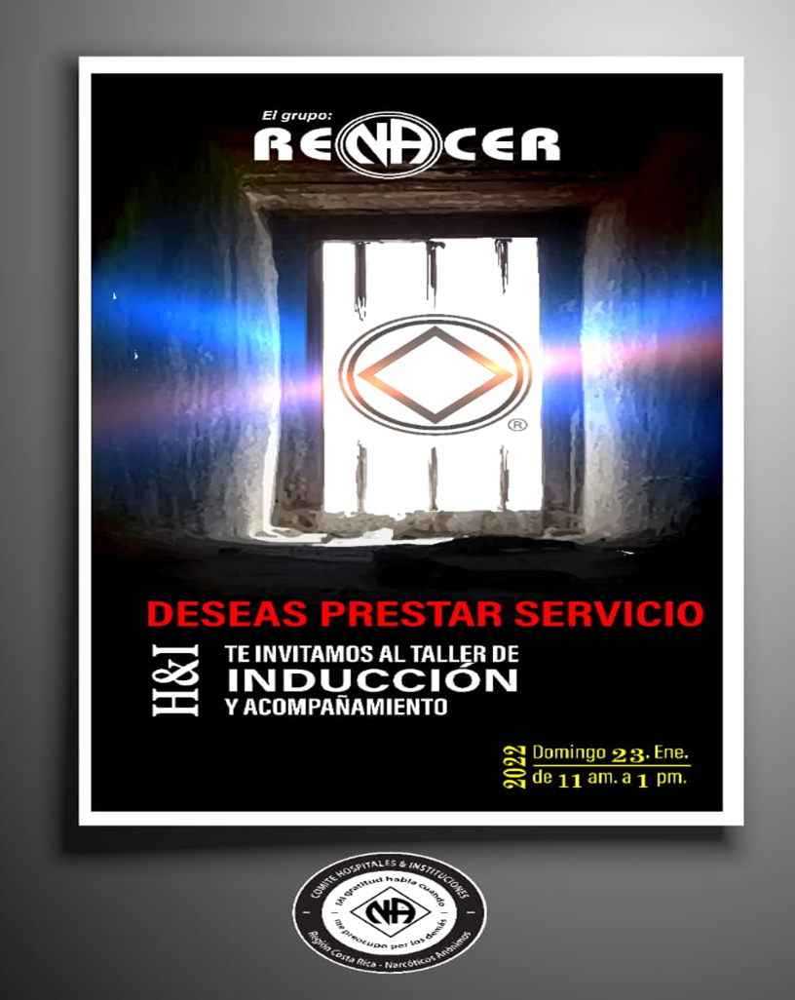 El grupo:
RENACER
®
DESEAS PRESTAR SERVICIO
H&I
TE INVITAMOS AL TALLER DE
INDUCCIÓN
Y ACOMPAÑAMIENTO
2022
Domingo 23. Ene.
de 11 am. a 1 pm.
COMITE HOSPITALES & INSTITUCIONES
Mi gratitud habla cuando
NA
me preocupo por los demás
Región Costa Rica - Narcóticos Anónimos